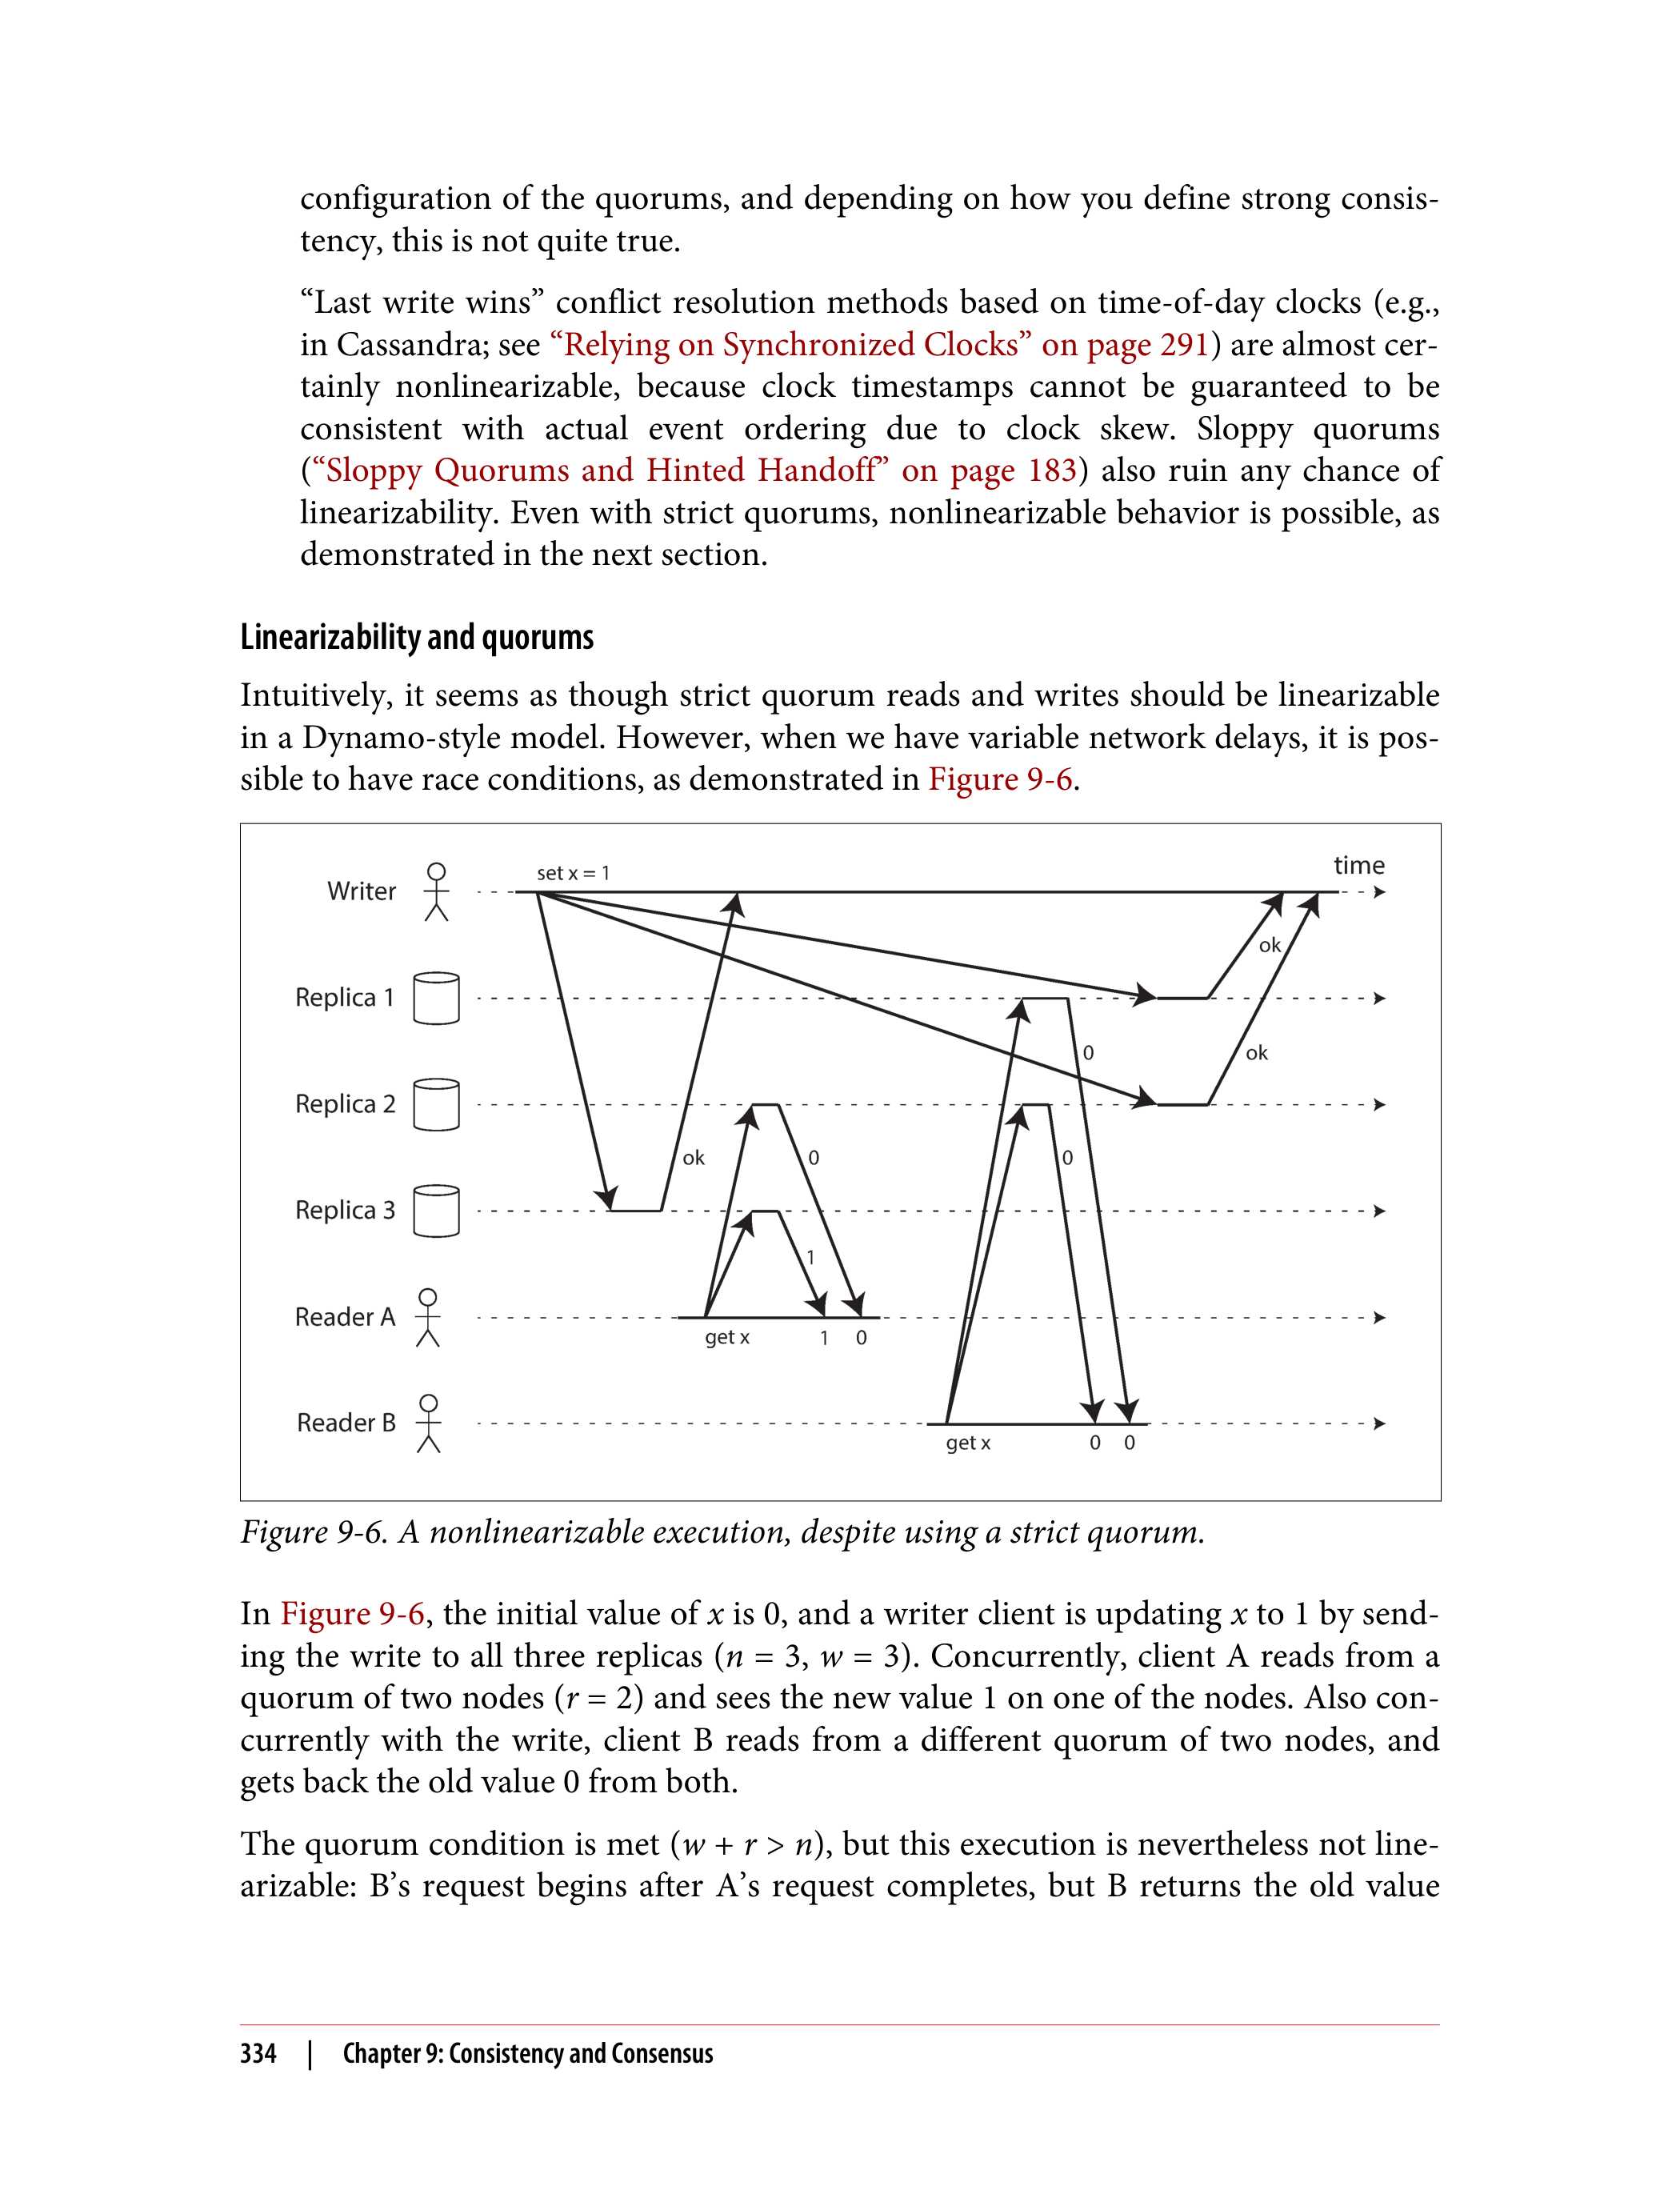 configuration of the quorums, and depending on how you define strong consis-
tency, this is not quite true.
“Last write wins” conflict resolution methods based on time-of-day clocks (e.g.,
in Cassandra; see “Relying on Synchronized Clocks” on page 291) are almost cer-
tainly nonlinearizable, because clock timestamps cannot be guaranteed to be
consistent with actual event ordering due to clock skew. Sloppy quorums
(“Sloppy Quorums and Hinted Handoff” on page 183) also ruin any chance of
linearizability. Even with strict quorums, nonlinearizable behavior is possible, as
demonstrated in the next section.
Linearizability and quorums
Intuitively, it seems as though strict quorum reads and writes should be linearizable
in a Dynamo-style model. However, when we have variable network delays, it is pos-
sible to have race conditions, as demonstrated in Figure 9-6.
time
set x = 1
Writer
ok
Replica 1
0
ok
Replica 2
ok
0
0
Replica 3
1
Reader A
get x
1
0
Reader B
get x
0
0
Figure 9-6. A nonlinearizable execution, despite using a strict quorum.
In Figure 9-6, the initial value of x is 0, and a writer client is updating x to 1 by send-
ing the write to all three replicas (n = 3, w = 3). Concurrently, client A reads from a
quorum of two nodes (r = 2) and sees the new value 1 on one of the nodes. Also con-
currently with the write, client B reads from a different quorum of two nodes, and
gets back the old value 0 from both.
The quorum condition is met (w + r > n), but this execution is nevertheless not line-
arizable: B’s request begins after A’s request completes, but B returns the old value
334 | Chapter 9: Consistency and Consensus